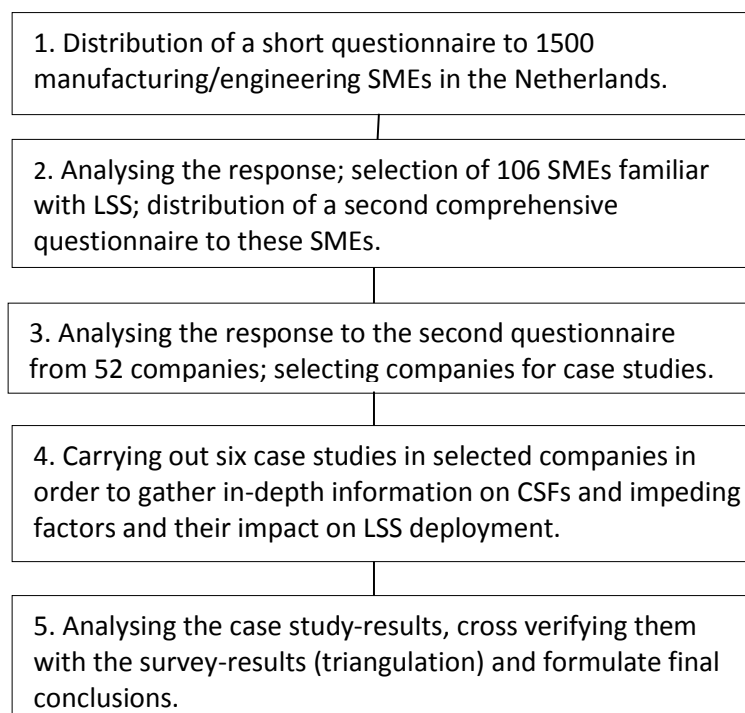 1. Distribution of a short questionnaire to 1500
manufacturing/engineering SMEs in the Netherlands.
2. Analysing the response; selection of 106 SMEs familiar
with LSS; distribution of a second comprehensive
questionnaire to these SMEs.
3. Analysing the response to the second questionnaire
from 52 companies; selecting companies for case studies.
4. Carrying out six case studies in selected companies in
order to gather in-depth information on CSFs and impeding
factors and their impact on LSS deployment.
5. Analysing the case study-results, cross verifying them
with the survey-results (triangulation) and formulate final
conclusions.